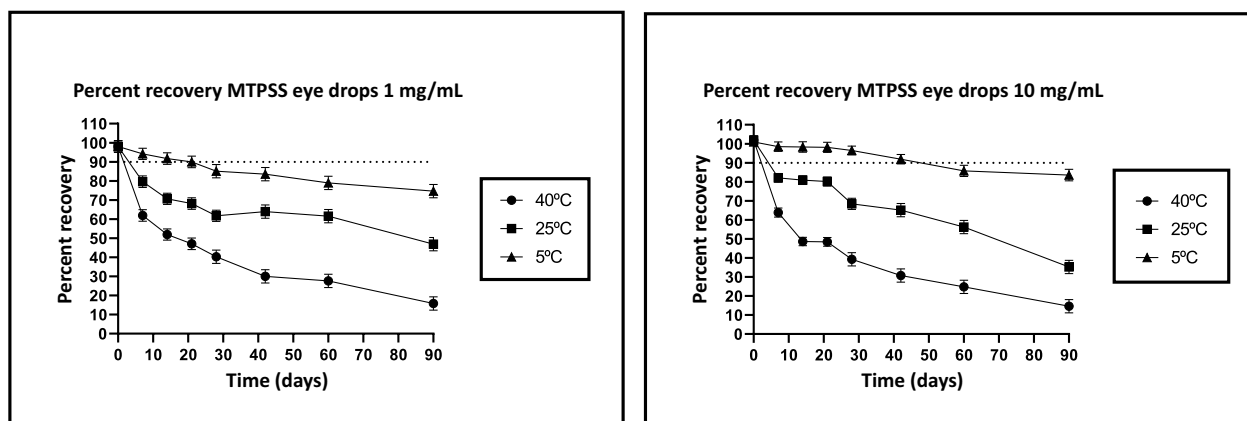 Percent recovery MTPSS eye drops 1 mg/mL
Percent recovery
110
100
90
80
70
60
50
40
30
20
10
0
0 10 20 30 40 50 60 70 80 90
Time (days)
40ºC
25ºC
5ºC
Percent recovery MTPSS eye drops 10 mg/mL
Percent recovery
110
100
90
80
70
60
50
40
30
20
10
0
0 10 20 30 40 50 60 70 80 90
Time (days)
40ºC
25ºC
5ºC